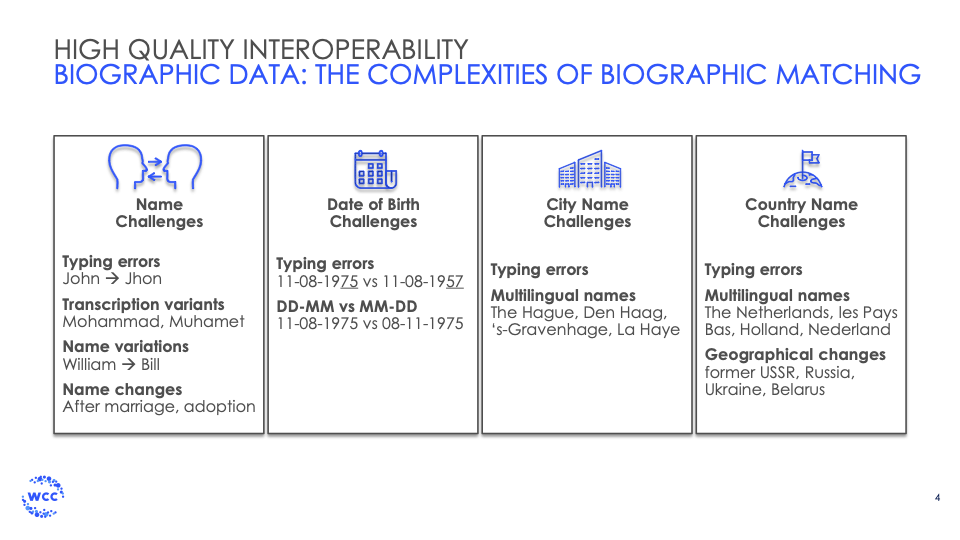 HIGH QUALITY INTEROPERABILITY
BIOGRAPHIC DATA: THE COMPLEXITIES OF BIOGRAPHIC MATCHING
Name
Challenges
Typing errors
John → Jhon
Transcription variants
Mohammad, Muhamet
Name variations
William → Bill
Name changes
After marriage, adoption
Date of Birth
Challenges
Typing errors
11-08-1975 vs 11-08-1957
DD-MM vs MM-DD
11-08-1975 vs 08-11-1975
City Name
Challenges
Typing errors
Multilingual names
The Hague, Den Haag,
‘s-Gravenhage, La Haye
Country Name
Challenges
Typing errors
Multilingual names
The Netherlands, les Pays
Bas, Holland, Nederland
Geographical changes
former USSR, Russia,
Ukraine, Belarus
WCC
4